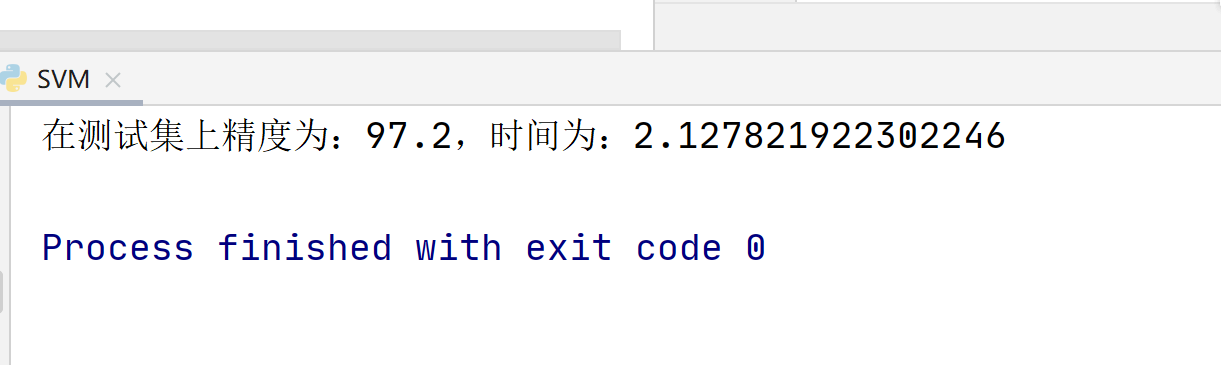 SVM
在测试集上精度为：97.2，时间为：2.127821922302246
Process finished with exit code 0